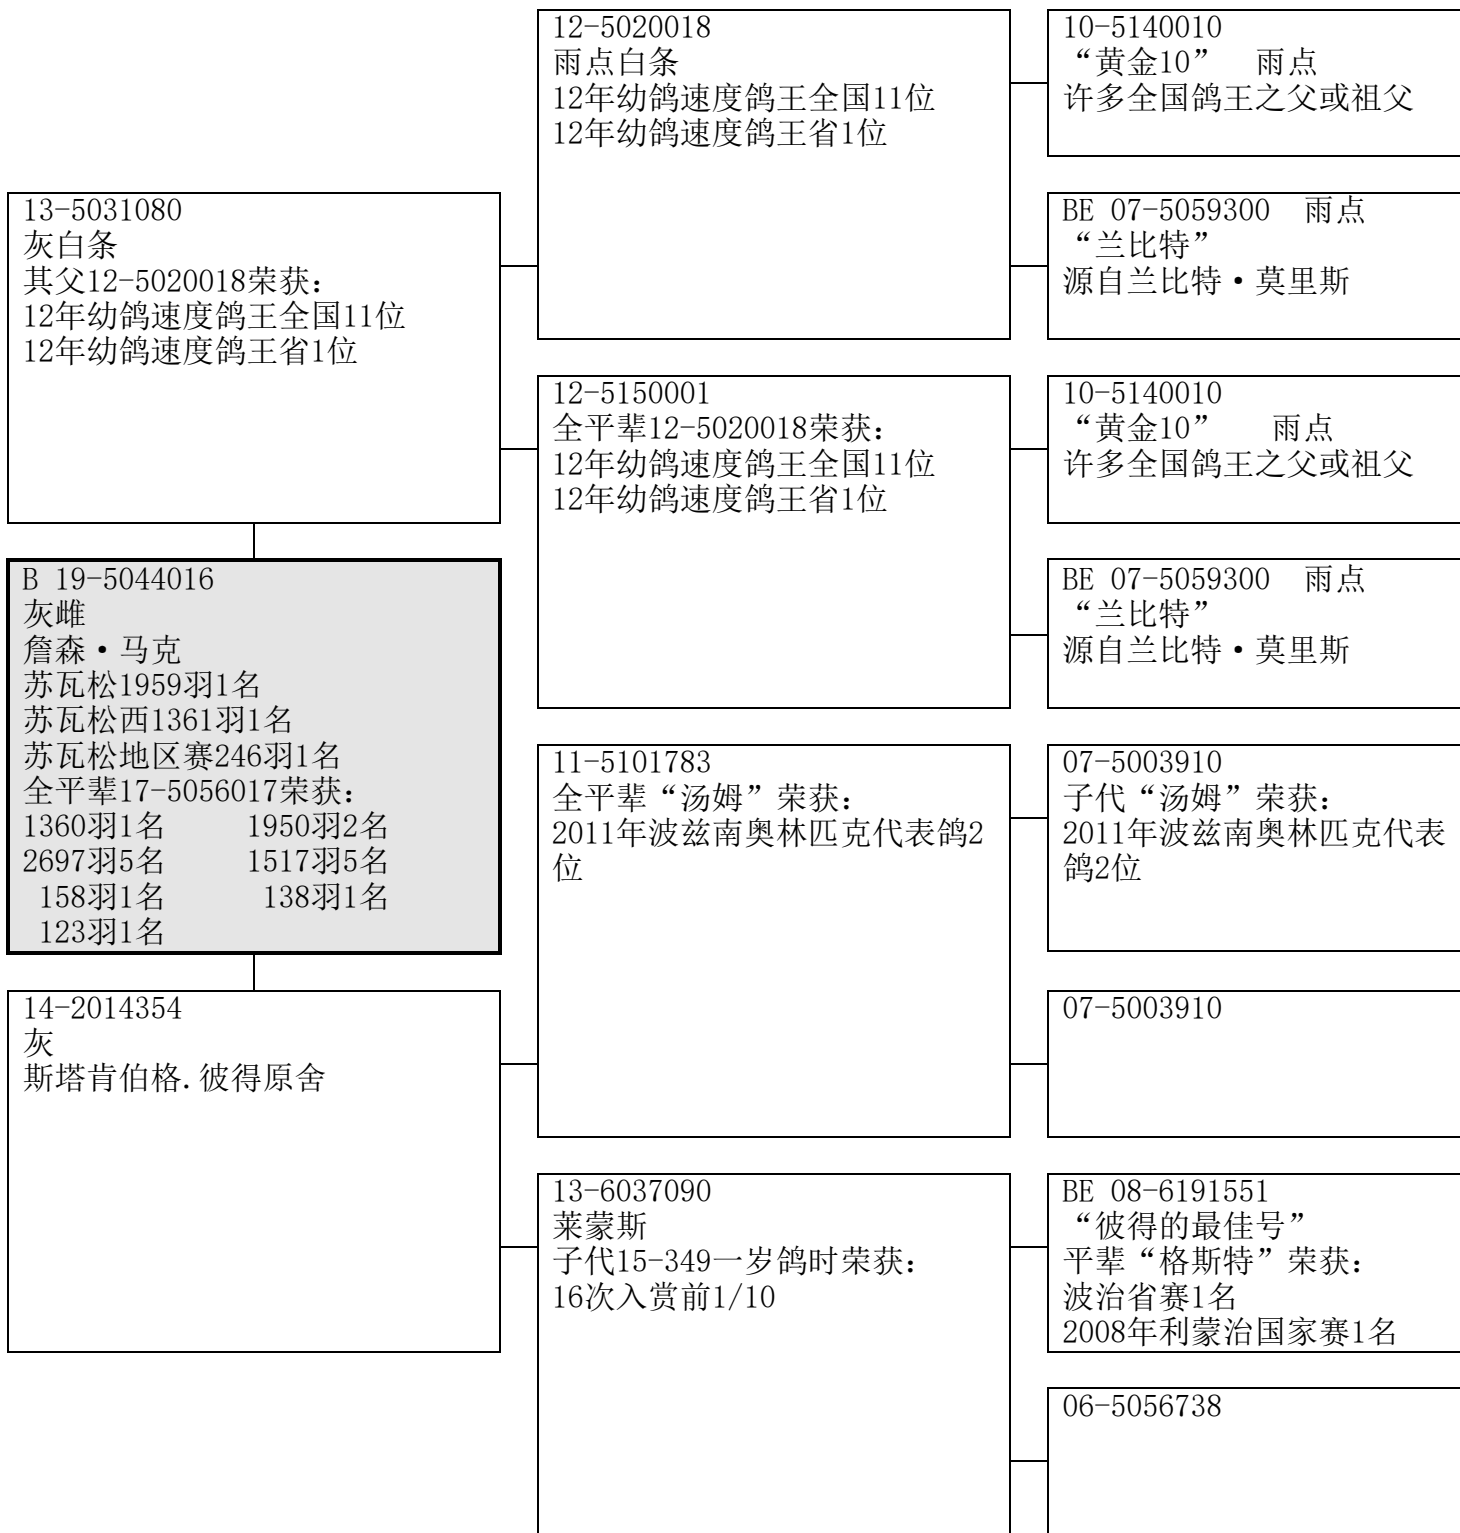 12-5020018
雨点白条
12年幼鸽速度鸽王全国11位
12年幼鸽速度鸽王省1位
10-5140010
“黄金10” 雨点
许多全国鸽王之父或祖父
13-5031080
灰白条
其父12-5020018荣获：
12年幼鸽速度鸽王全国11位
12年幼鸽速度鸽王省1位
BE 07-5059300 雨点
“兰比特”
源自兰比特·莫里斯
12-5150001
全平辈12-5020018荣获：
12年幼鸽速度鸽王全国11位
12年幼鸽速度鸽王省1位
10-5140010
“黄金10” 雨点
许多全国鸽王之父或祖父
B 19-5044016
灰雌
詹森·马克
苏瓦松1959羽1名
苏瓦松西1361羽1名
苏瓦松地区赛246羽1名
全平辈17-5056017荣获：
1360羽1名 1950羽2名
2697羽5名 1517羽5名
158羽1名 138羽1名
123羽1名
BE 07-5059300 雨点
“兰比特”
源自兰比特·莫里斯
11-5101783
全平辈“汤姆”荣获：
2011年波兹南奥林匹克代表鸽2
位
07-5003910
子代“汤姆”荣获：
2011年波兹南奥林匹克代表
鸽2位
14-2014354
灰
斯塔肯伯格.彼得原舍
07-5003910
13-6037090
莱蒙斯
子代15-349一岁鸽时荣获：
16次入赏前1/10
BE 08-6191551
“彼得的最佳号”
平辈“格斯特”荣获：
波治省赛1名
2008年利蒙治国家赛1名
06-5056738